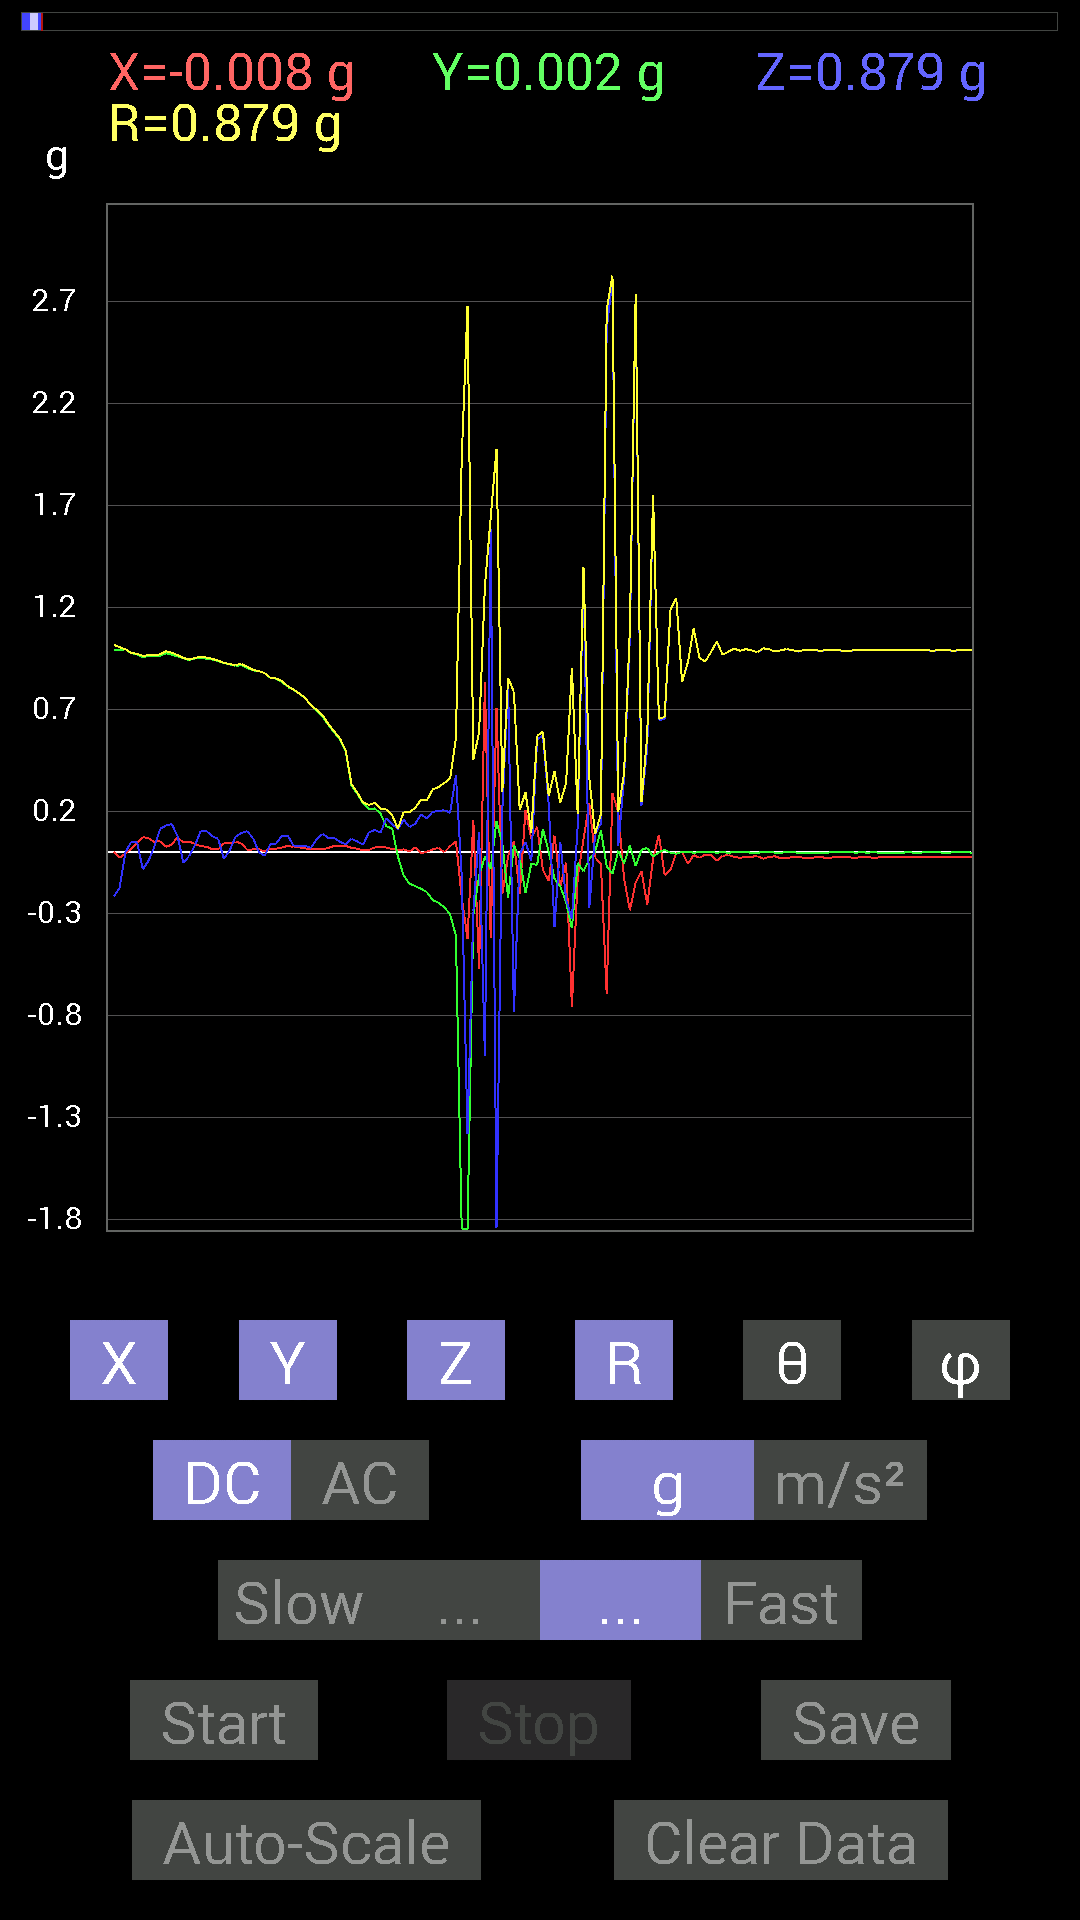 X=-0.008 g Y=0.002 g Z=0.879 g
R=0.879 g
g
2.7
2.2
1.7
1.2
0.7
0.2
-0.3
-0.8
-1.3
-1.8
X Y Z R θ φ
DC AC g m/s²
Slow ... ... Fast
Start Stop Save
Auto-Scale Clear Data